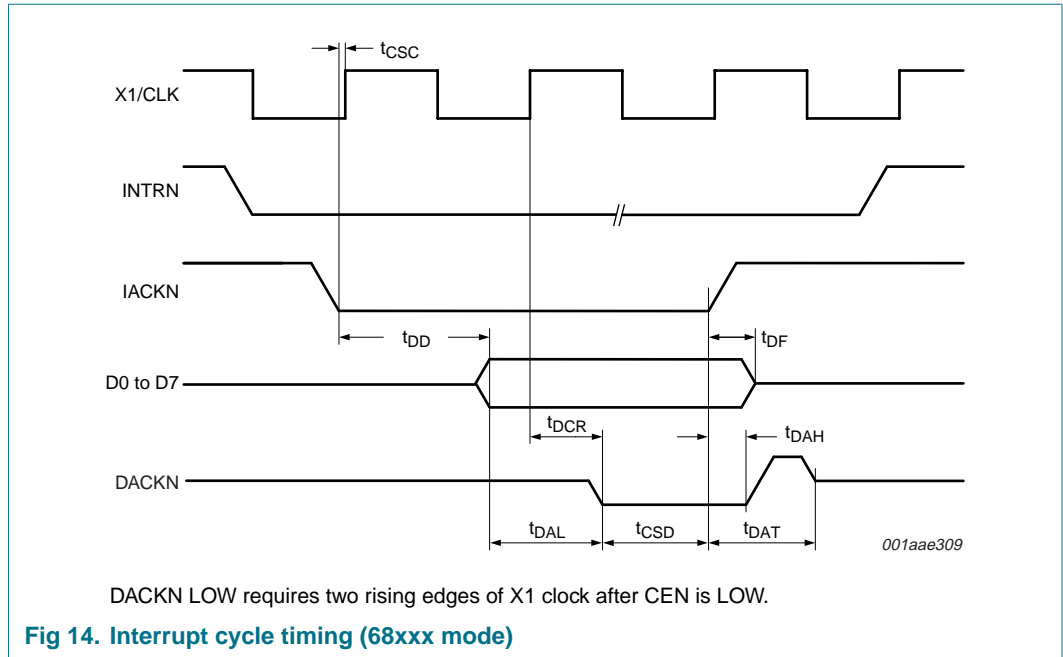 tCSC
X1/CLK
INTRN
IACKN
tDD
tDF
D0 to D7
tDCR
tDAH
DACKN
tDAL
tCSD
tDAT
001aae309
DACKN LOW requires two rising edges of X1 clock after CEN is LOW.
Fig 14. Interrupt cycle timing (68xxx mode)